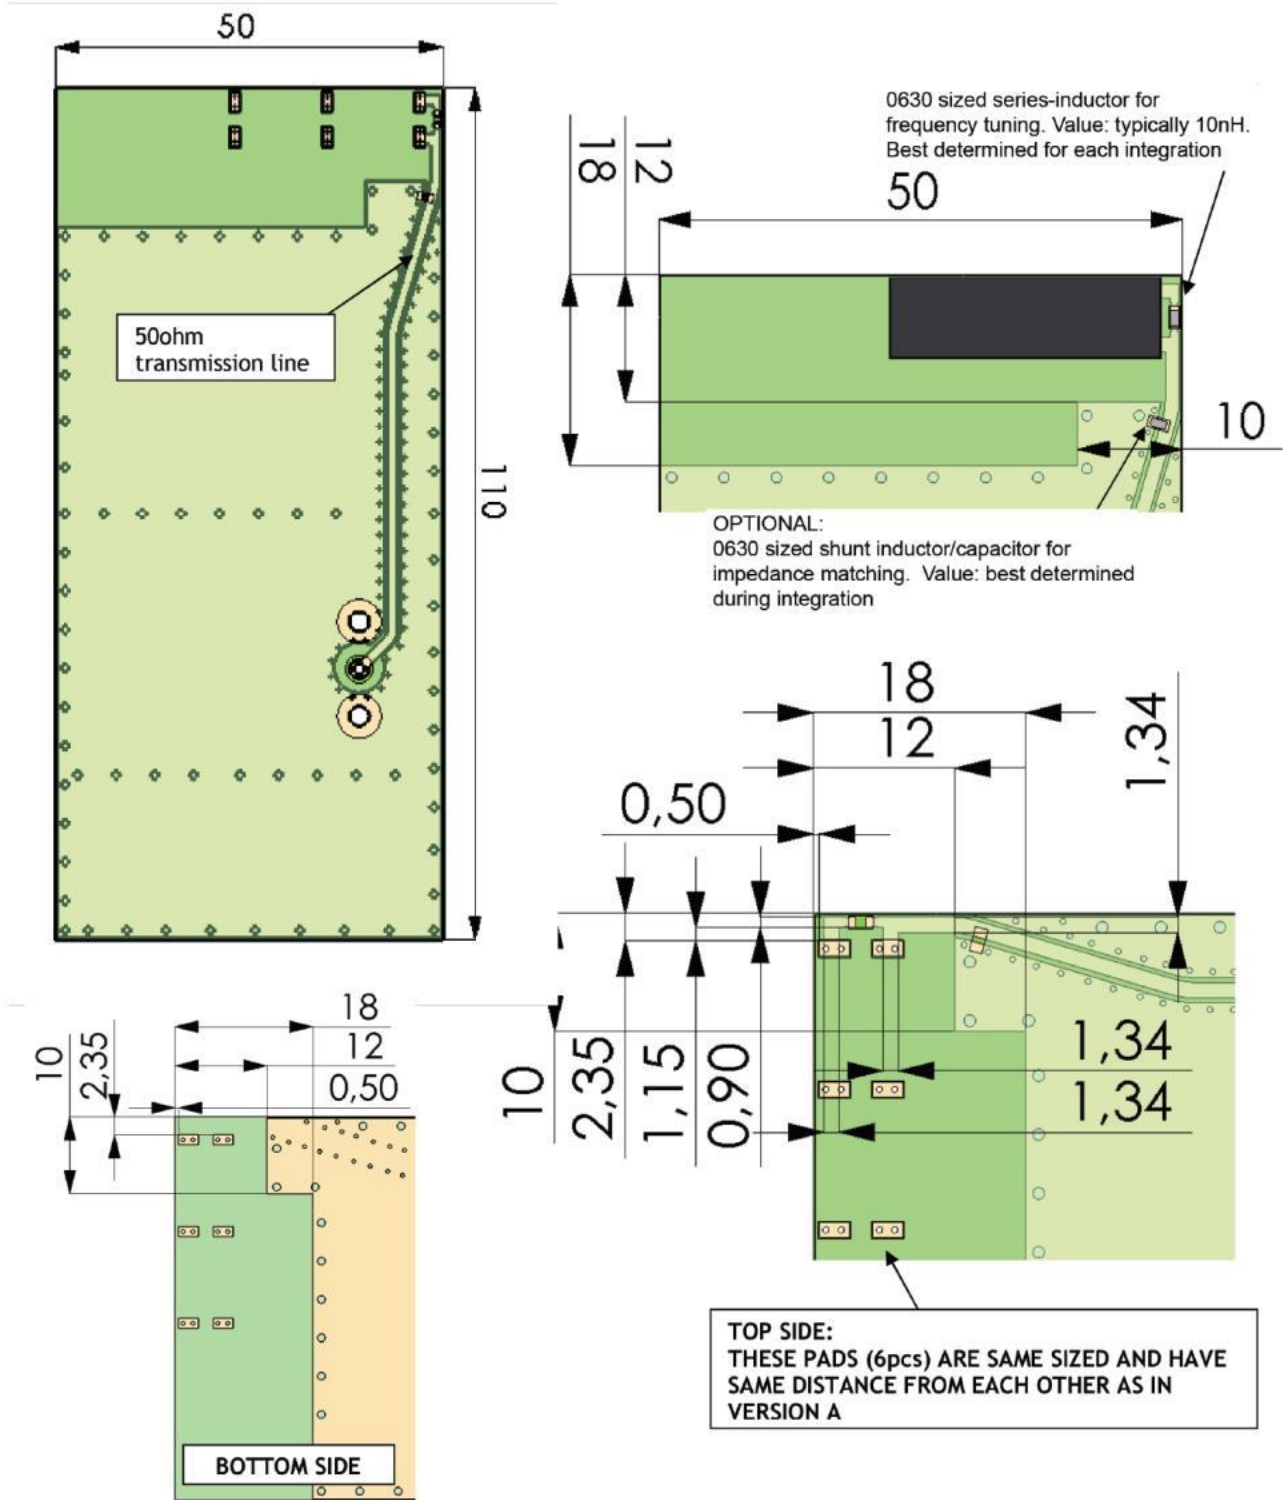 50
110
50ohm
transmission line
0630 sized series-inductor for
frequency tuning. Value: typically 10nH.
Best determined for each integration
18
12
50
10
OPTIONAL:
0630 sized shunt inductor/capacitor for
impedance matching. Value: best determined
during integration
18
12
1,34
0,50
10
2,35
1,15
0,90
1,34
1,34
TOP SIDE:
THESE PADS (6pcs) ARE SAME SIZED AND HAVE
SAME DISTANCE FROM EACH OTHER AS IN
VERSION A
18
12
0,50
10
2,35
BOTTOM SIDE